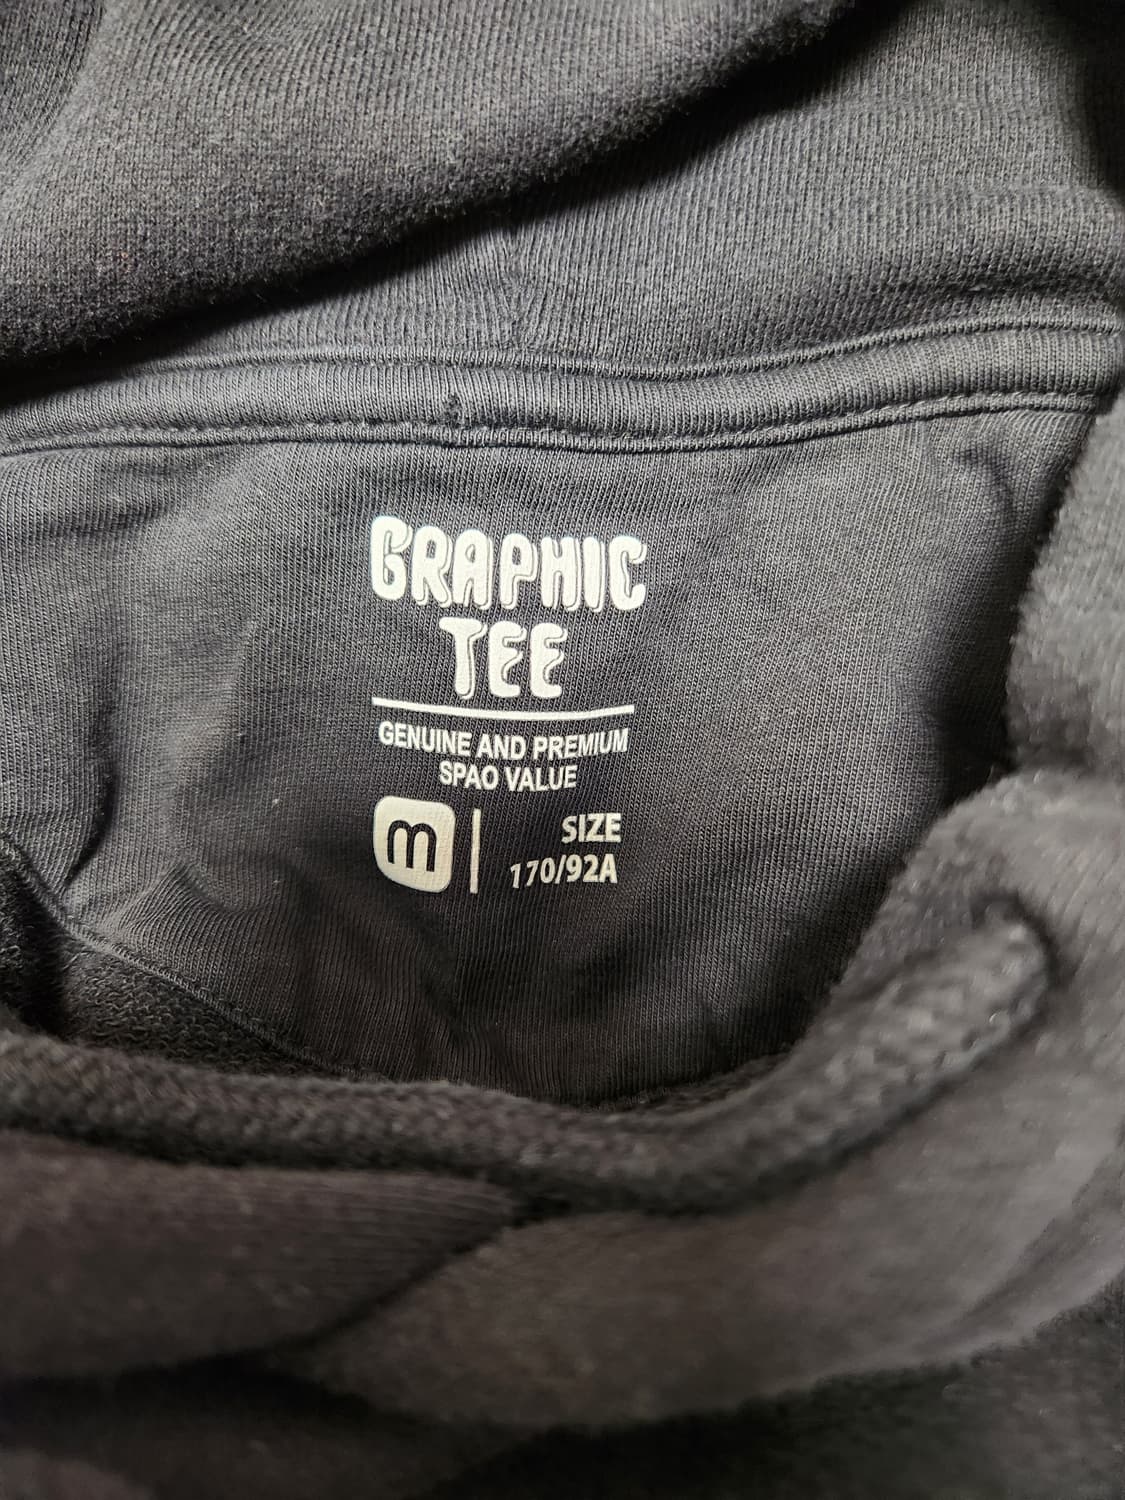 GRAPHIC
TEE
GENUINE AND PREMIUM
SPAO VALUE
m
SIZE
170/92A